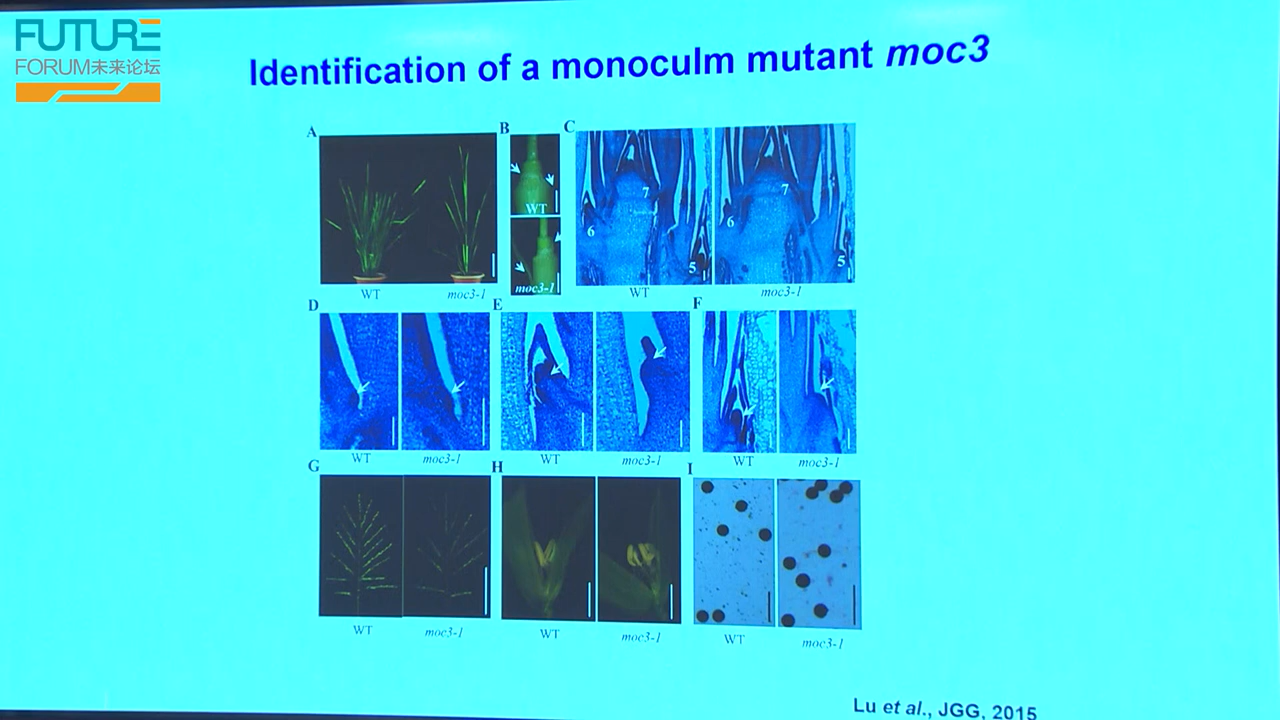 FUTURE
FORUM未来论坛
Identification of a monoculm mutant moc3
A
B
C
WT
moc3-1
7
6
5
7
6
5
WT
moc3-1
WT
moc3-1
D
E
F
WT
moc3-1
WT
moc3-1
WT
moc3-1
G
H
I
WT
moc3-1
WT
moc3-1
WT
moc3-1
Lu et al., JGG, 2015